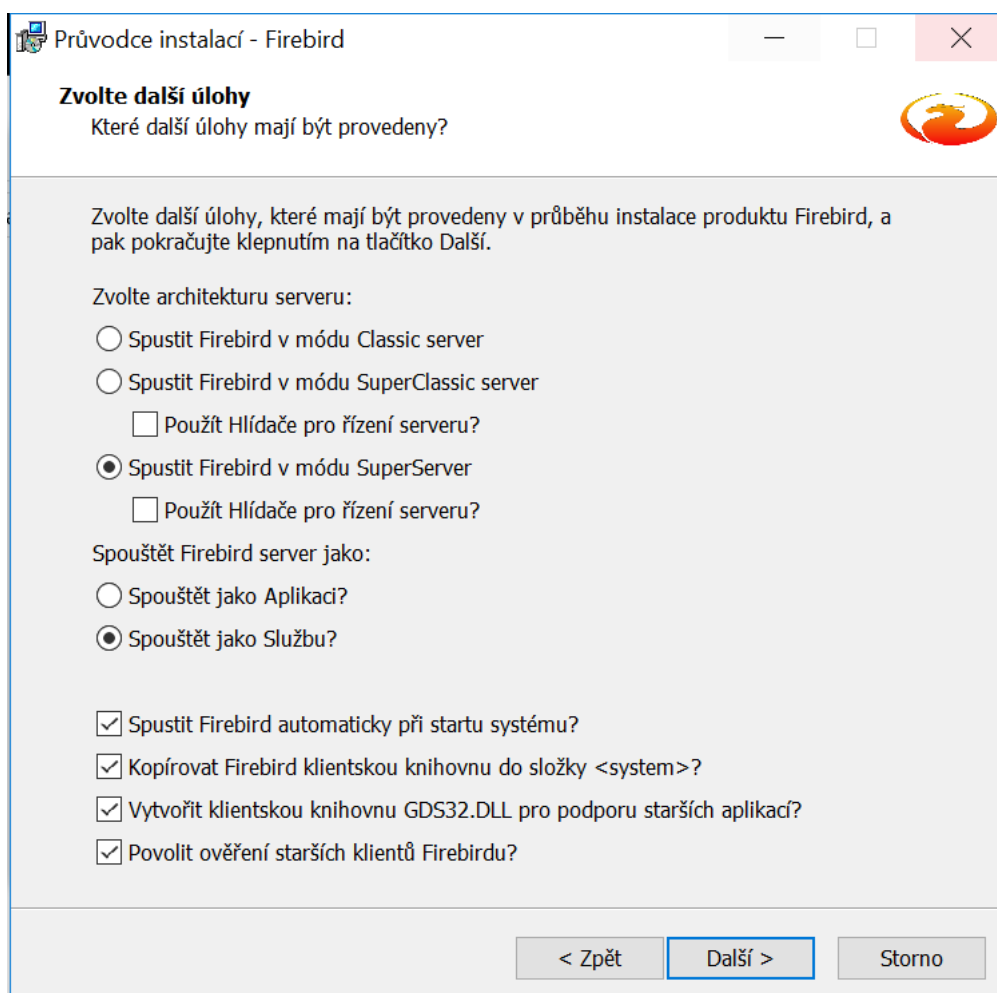 Průvodce instalací - Firebird
Zvolte další úlohy
Které další úlohy mají být provedeny?
Zvolte další úlohy, které mají být provedeny v průběhu instalace produktu Firebird, a
pak pokračujte klepnutím na tlačítko Další.
Zvolte architekturu serveru:
Spustit Firebird v módu Classic server
Spustit Firebird v módu SuperClassic server
Použít Hlídače pro řízení serveru?
Spustit Firebird v módu SuperServer
Použít Hlídače pro řízení serveru?
Spouštět Firebird server jako:
Spouštět jako Aplikaci?
Spouštět jako Službu?
Spustit Firebird automaticky při startu systému?
Kopírovat Firebird klientskou knihovnu do složky <system>?
Vytvořit klientskou knihovnu GDS32.DLL pro podporu starších aplikací?
Povolit ověření starších klientů Firebirdu?
< Zpět
Další >
Storno